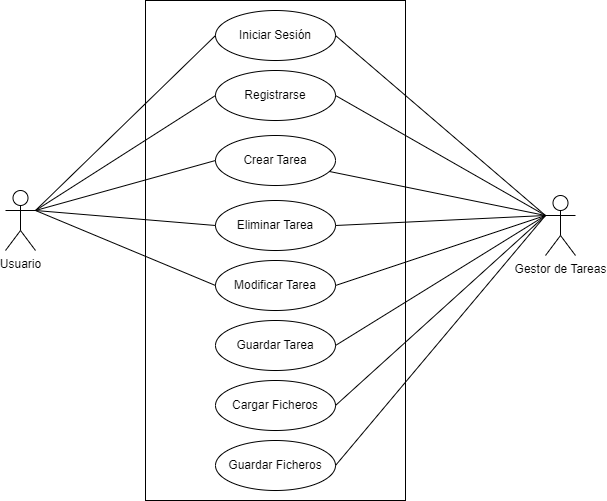 Iniciar Sesión
Registrarse
Crear Tarea
Eliminar Tarea
Usuario
Gestor de Tareas
Modificar Tarea
Guardar Tarea
Cargar Ficheros
Guardar Ficheros